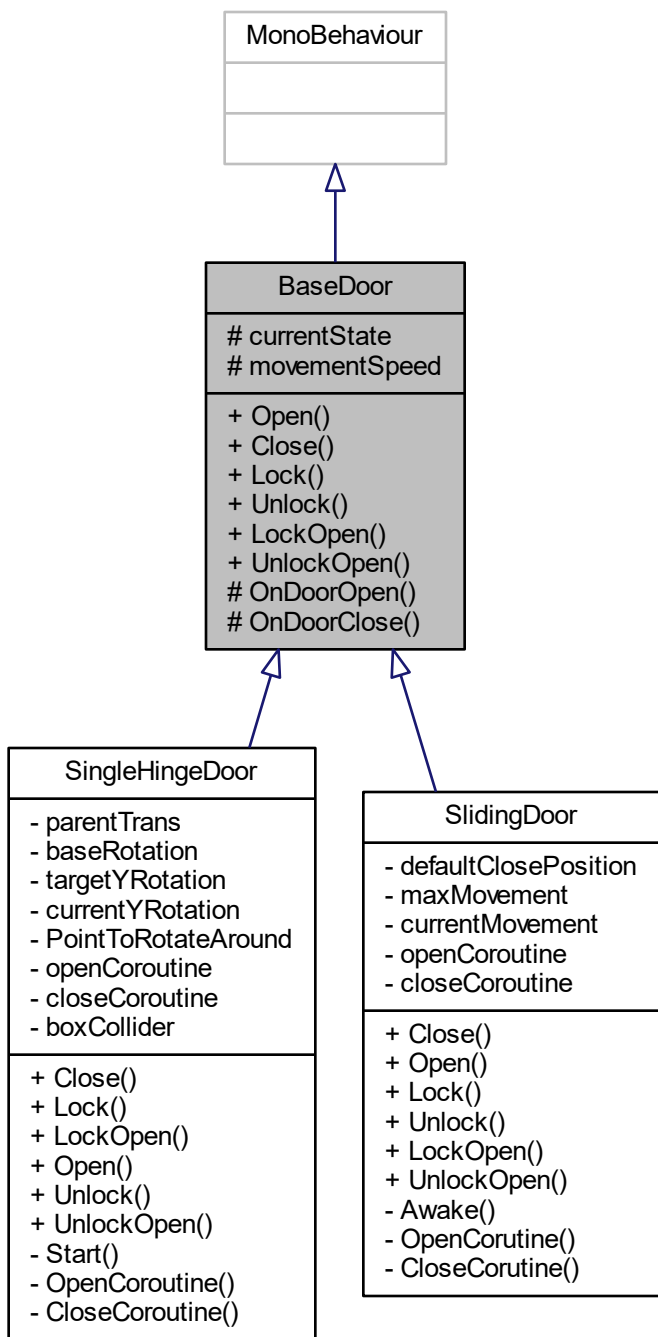 MonoBehaviour
BaseDoor
# currentState
# movementSpeed
+ Open()
+ Close()
+ Lock()
+ Unlock()
+ LockOpen()
+ UnlockOpen()
# OnDoorOpen()
# OnDoorClose()
SingleHingeDoor
- parentTrans
- baseRotation
- targetYRotation
- currentYRotation
- PointToRotateAround
- openCoroutine
- closeCoroutine
- boxCollider
+ Close()
+ Lock()
+ LockOpen()
+ Open()
+ Unlock()
+ UnlockOpen()
- Start()
- OpenCoroutine()
- CloseCoroutine()
SlidingDoor
- defaultClosePosition
- maxMovement
- currentMovement
- openCoroutine
- closeCoroutine
+ Close()
+ Open()
+ Lock()
+ Unlock()
+ LockOpen()
+ UnlockOpen()
- Awake()
- OpenCorutine()
- CloseCorutine()